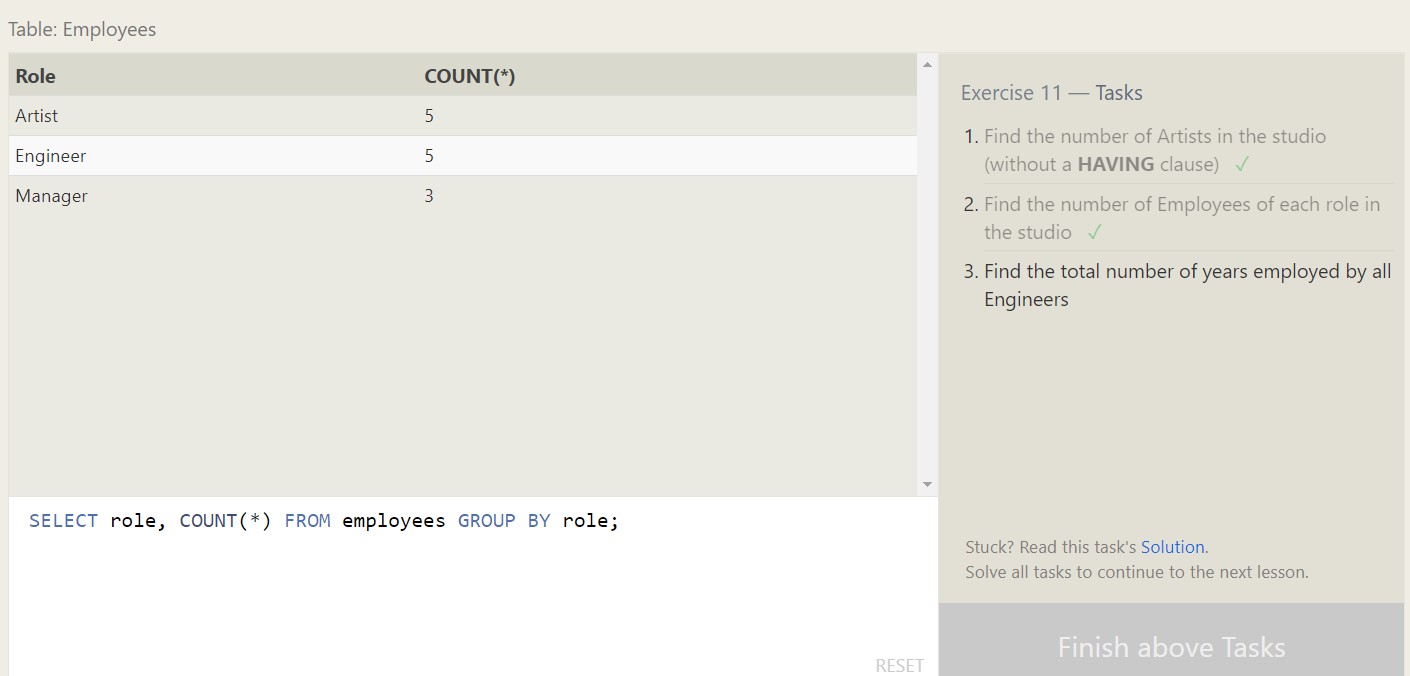 Table: Employees
Role COUNT(*)
Artist 5
Engineer 5
Manager 3
SELECT role, COUNT(*) FROM employees GROUP BY role;
RESET
Exercise 11 — Tasks
1. Find the number of Artists in the studio
(without a HAVING clause) ✓
2. Find the number of Employees of each role in
the studio ✓
3. Find the total number of years employed by all
Engineers
Stuck? Read this task's Solution.
Solve all tasks to continue to the next lesson.
Finish above Tasks